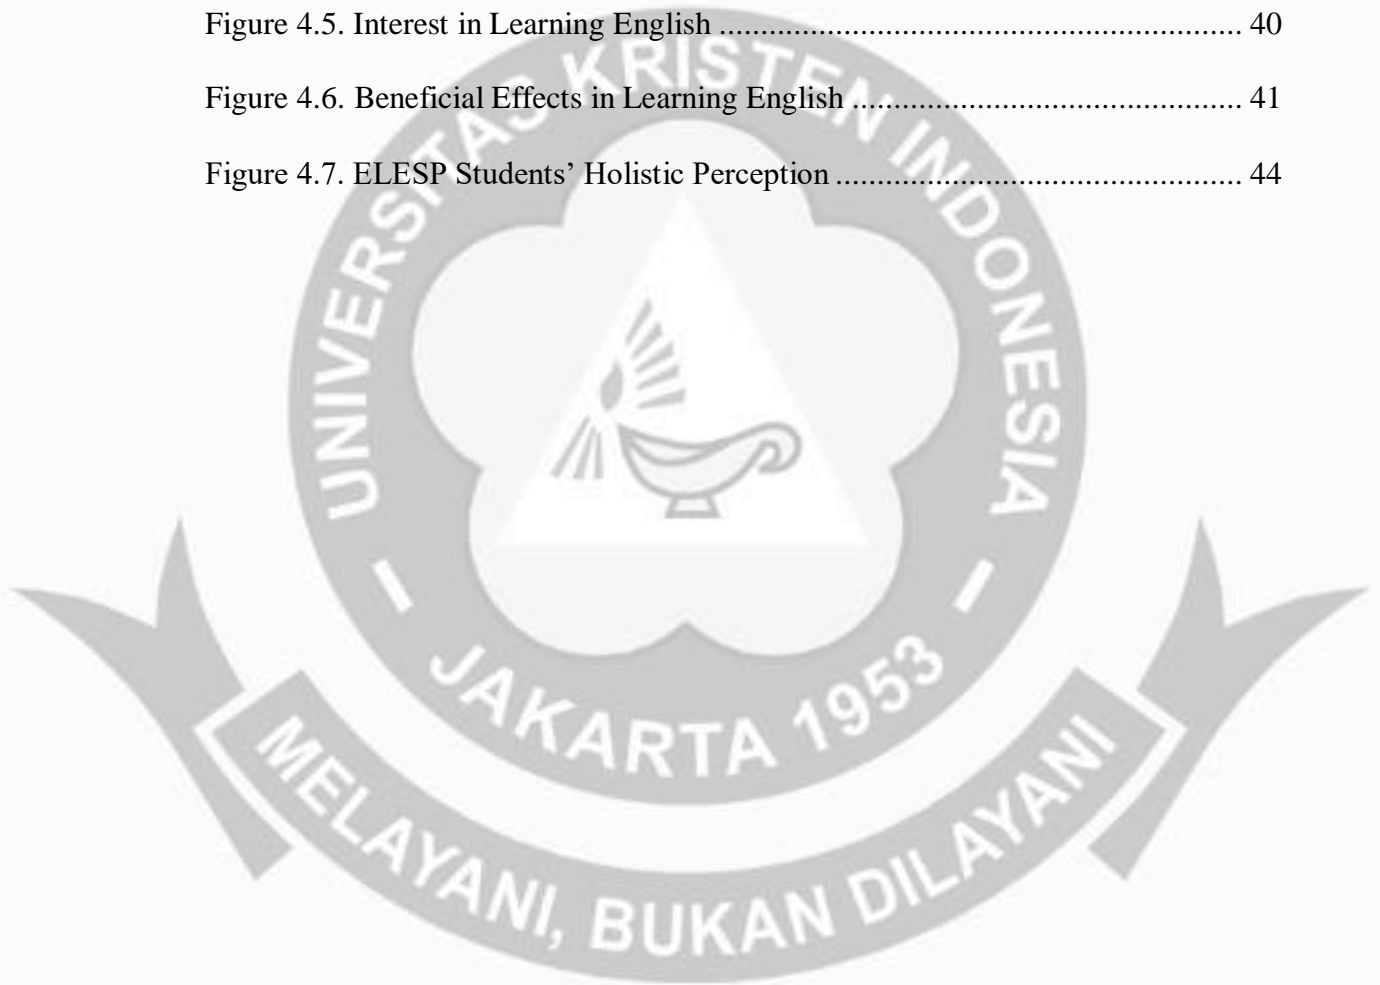 Figure 4.5. Interest in Learning English ............................................................... 40
Figure 4.6. Beneficial Effects in Learning English ............................................... 41
Figure 4.7. ELESP Students’ Holistic Perception ................................................. 44
UNIVERSITAS KRISTEN INDONESIA
- JAKARTA 1953 -
MELAYANI, BUKAN DILAYANI